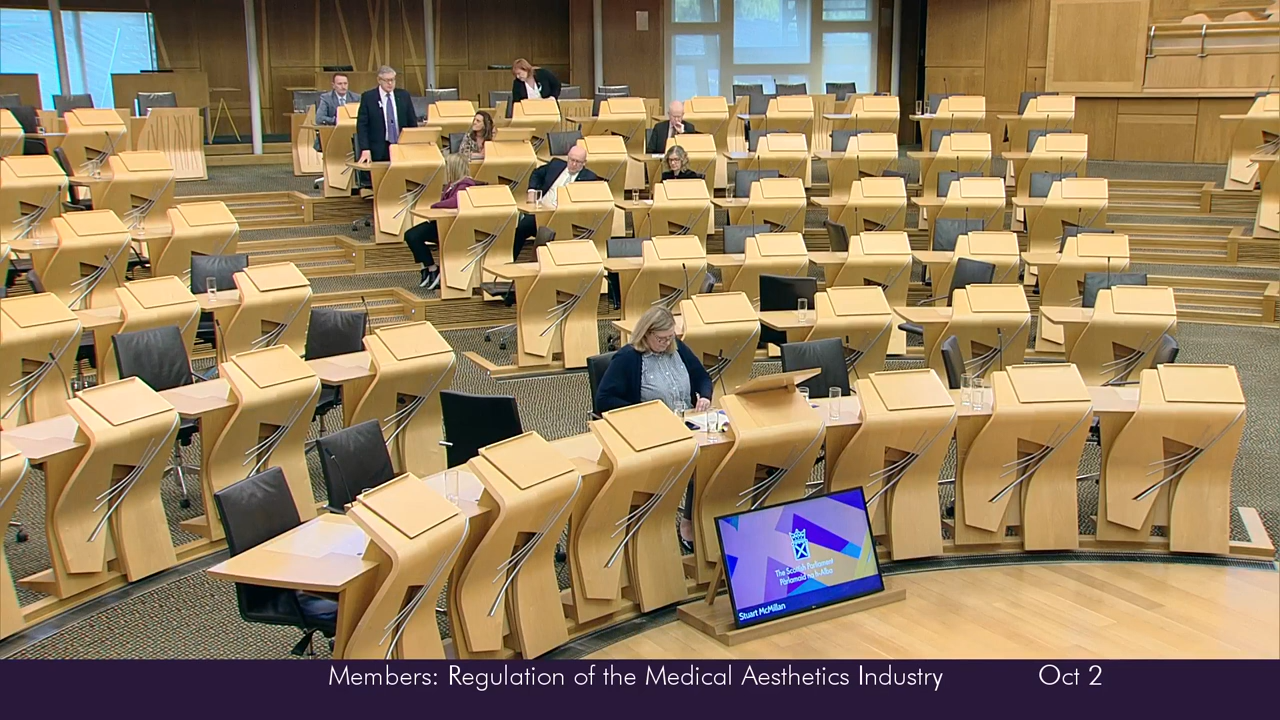 The Scottish Parliament
Pàrlamaid na h-Alba
Stuart McMillan
Members: Regulation of the Medical Aesthetics Industry Oct 2